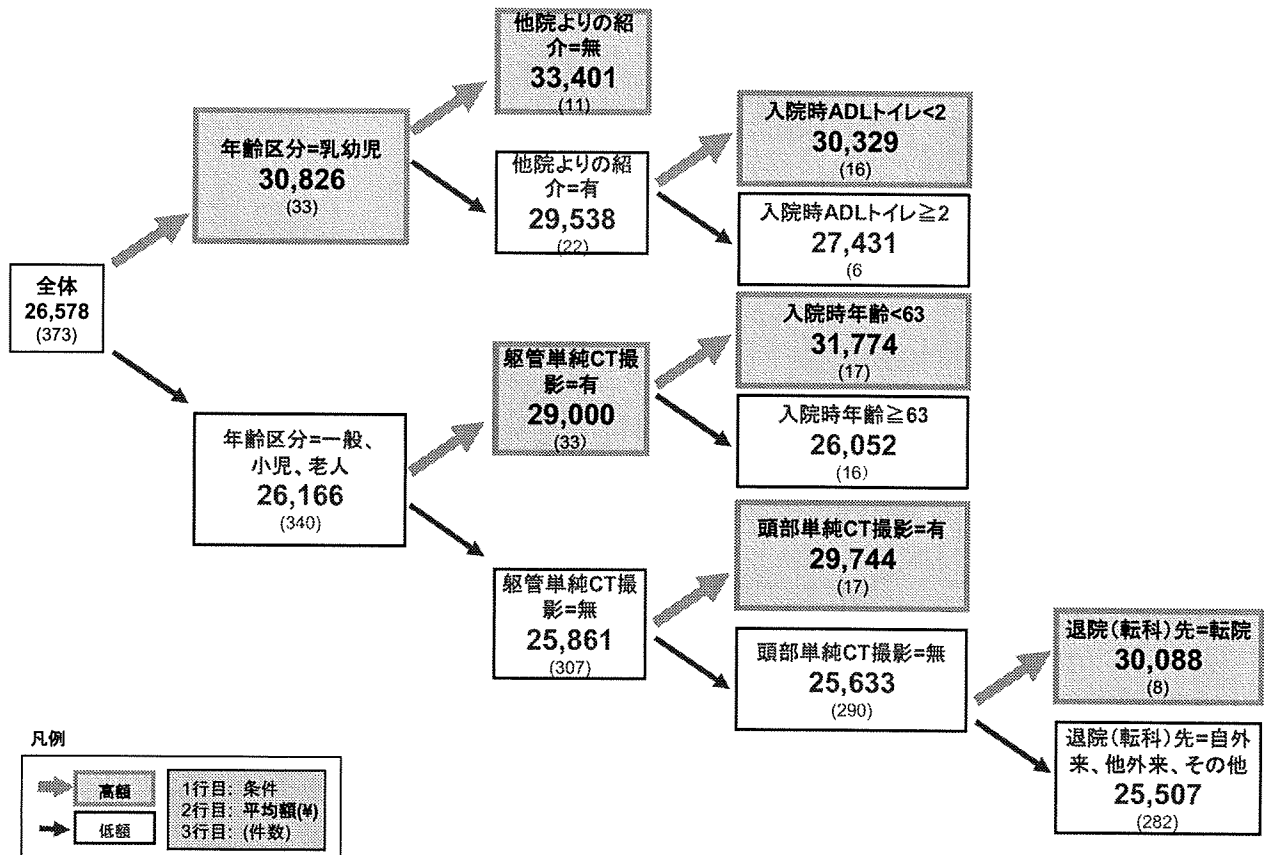 他院よりの紹
介=無
33,401
(11)
年齢区分=乳幼児
30,826
(33)
他院よりの紹
介=有
29,538
(22)
入院時ADLトイレ<2
30,329
(16)
入院時ADLトイレ≧2
27,431
(6
全体
26,578
(373)
入院時年齢<63
31,774
(17)
躯管単純CT撮
影=有
29,000
(33)
入院時年齢≧63
26,052
(16)
年齢区分=一般、
小児、老人
26,166
(340)
頭部単純CT撮影=有
29,744
(17)
躯管単純CT撮
影=無
25,861
(307)
頭部単純CT撮影=無
25,633
(290)
退院(転科)先=転院
30,088
(8)
退院(転科)先=自外
来、他外来、その他
25,507
(282)
凡例
高額
低額
1行目: 条件
2行目: 平均額(¥)
3行目: (件数)